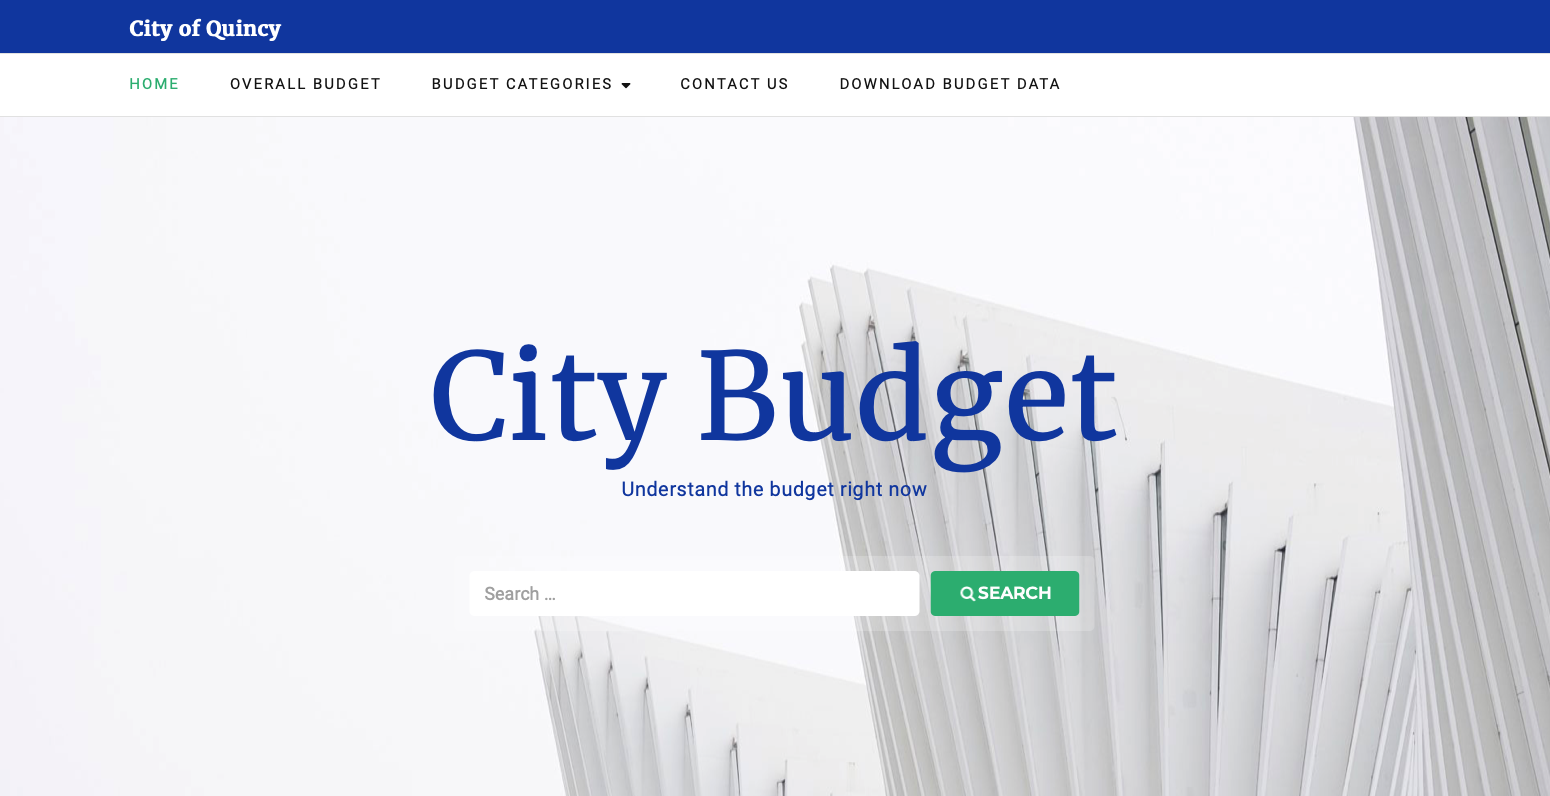 City of Quincy
HOME OVERALL BUDGET BUDGET CATEGORIES CONTACT US DOWNLOAD BUDGET DATA
City Budget
Understand the budget right now
Search ... SEARCH